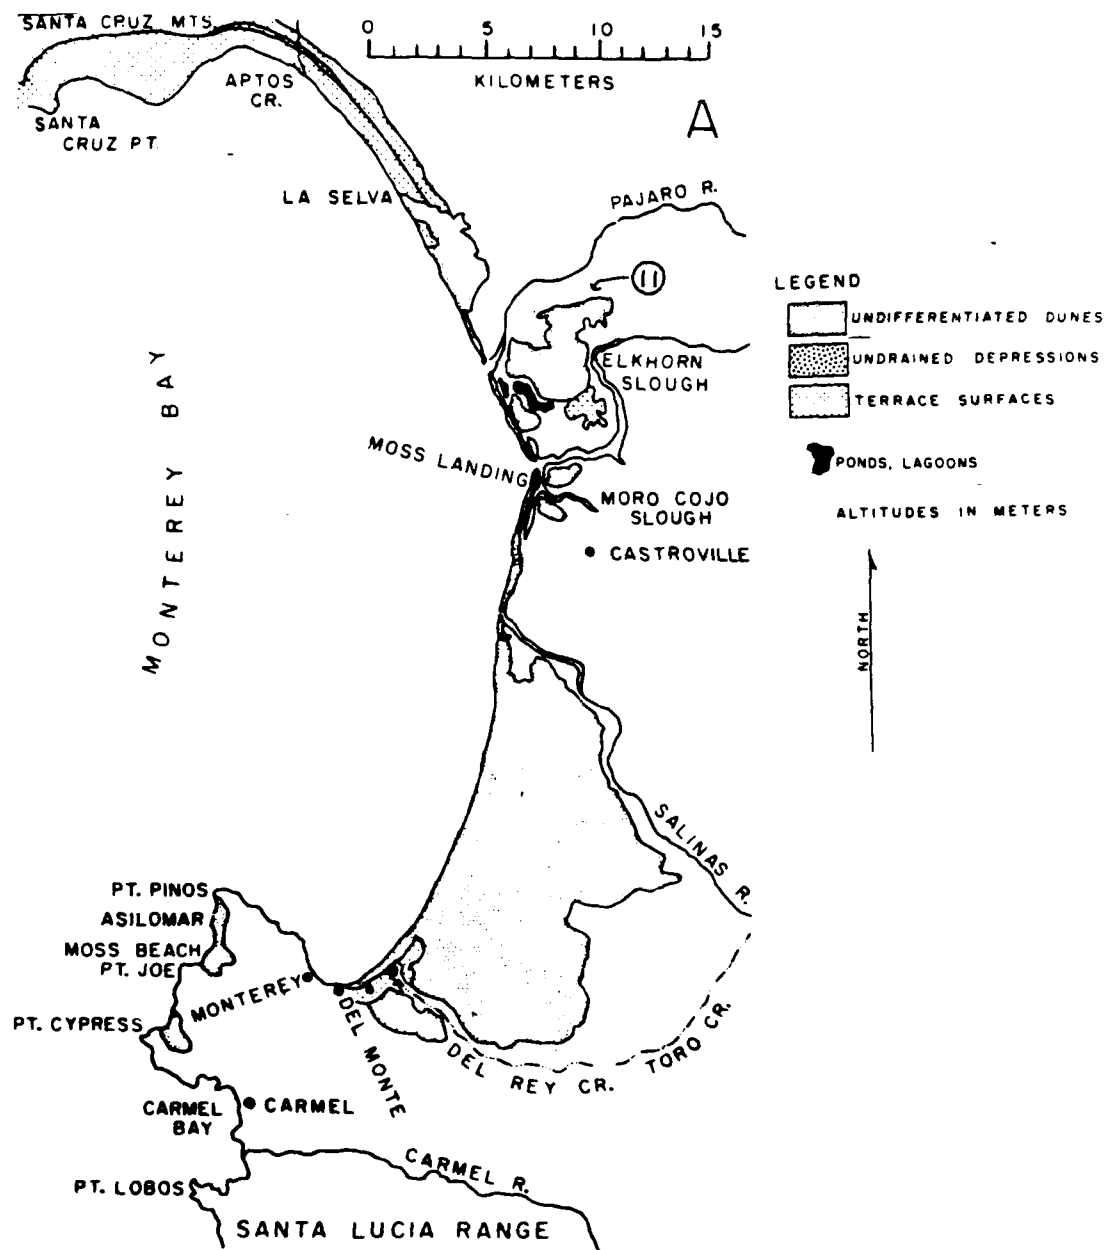 SANTA CRUZ MTS.
0 5 10 15
KILOMETERS
APTOS
CR.
SANTA
CRUZ PT.
A
LA SELVA
PAJARO R.
11
LEGEND
UNDIFFERENTIATED DUNES
UNDRAINED DEPRESSIONS
TERRACE SURFACES
PONDS, LAGOONS
ALTITUDES IN METERS
NORTH
ELKHORN
SLOUGH
MONTEREY BAY
MOSS LANDING
MORO COJO
SLOUGH
CASTROVILLE
SALINAS R.
PT. PINOS
ASILOMAR
MOSS BEACH
PT. JOE
MONTEREY
PT. CYPRESS
DEL MONTE
DEL REY CR.
TORO CR.
CARMEL
BAY
CARMEL
CARMEL R.
PT. LOBOS
SANTA LUCIA RANGE